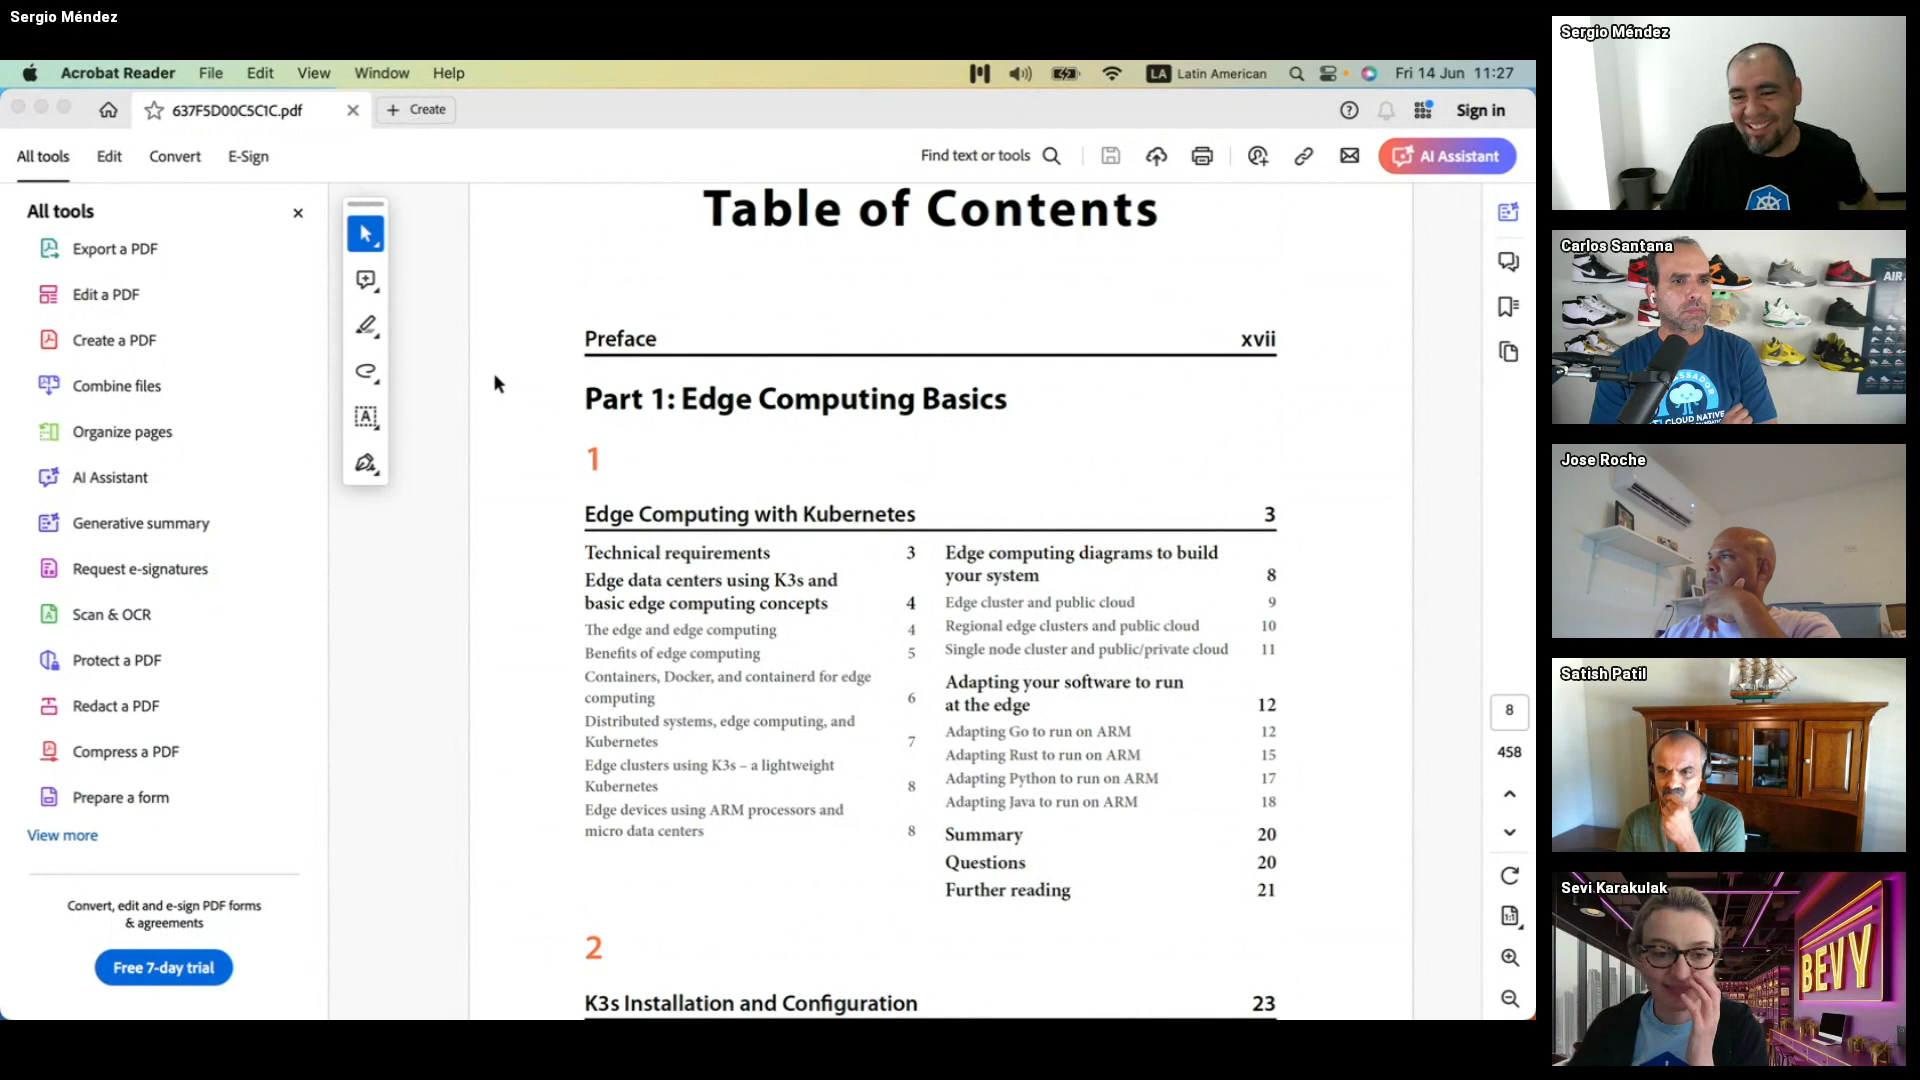 Sergio Méndez
Acrobat Reader File Edit View Window Help
LA Latin American Fri 14 Jun 11:27
637F5D00C5C1C.pdf
Create
Sign in
All tools Edit Convert E-Sign
Find text or tools
AI Assistant
All tools
Export a PDF
Edit a PDF
Create a PDF
Combine files
Organize pages
AI Assistant
Generative summary
Request e-signatures
Scan & OCR
Protect a PDF
Redact a PDF
Compress a PDF
Prepare a form
View more
Convert, edit and e-sign PDF forms
& agreements
Free 7-day trial
Table of Contents
Preface xvii
Part 1: Edge Computing Basics
1
Edge Computing with Kubernetes 3
Technical requirements 3
Edge data centers using K3s and
basic edge computing concepts 4
The edge and edge computing 4
Benefits of edge computing 5
Containers, Docker, and containerd for edge
computing 6
Distributed systems, edge computing, and
Kubernetes 7
Edge clusters using K3s – a lightweight
Kubernetes 8
Edge devices using ARM processors and
micro data centers 8
Edge computing diagrams to build
your system 8
Edge cluster and public cloud 9
Regional edge clusters and public cloud 10
Single node cluster and public/private cloud 11
Adapting your software to run
at the edge 12
Adapting Go to run on ARM 12
Adapting Rust to run on ARM 15
Adapting Python to run on ARM 17
Adapting Java to run on ARM 18
Summary 20
Questions 20
Further reading 21
2
K3s Installation and Configuration 23
8
458
1:1
Sergio Méndez
Carlos Santana
AIR
CLOUD NATIVE
Jose Roche
Satish Patil
Sevi Karakulak
BEVY